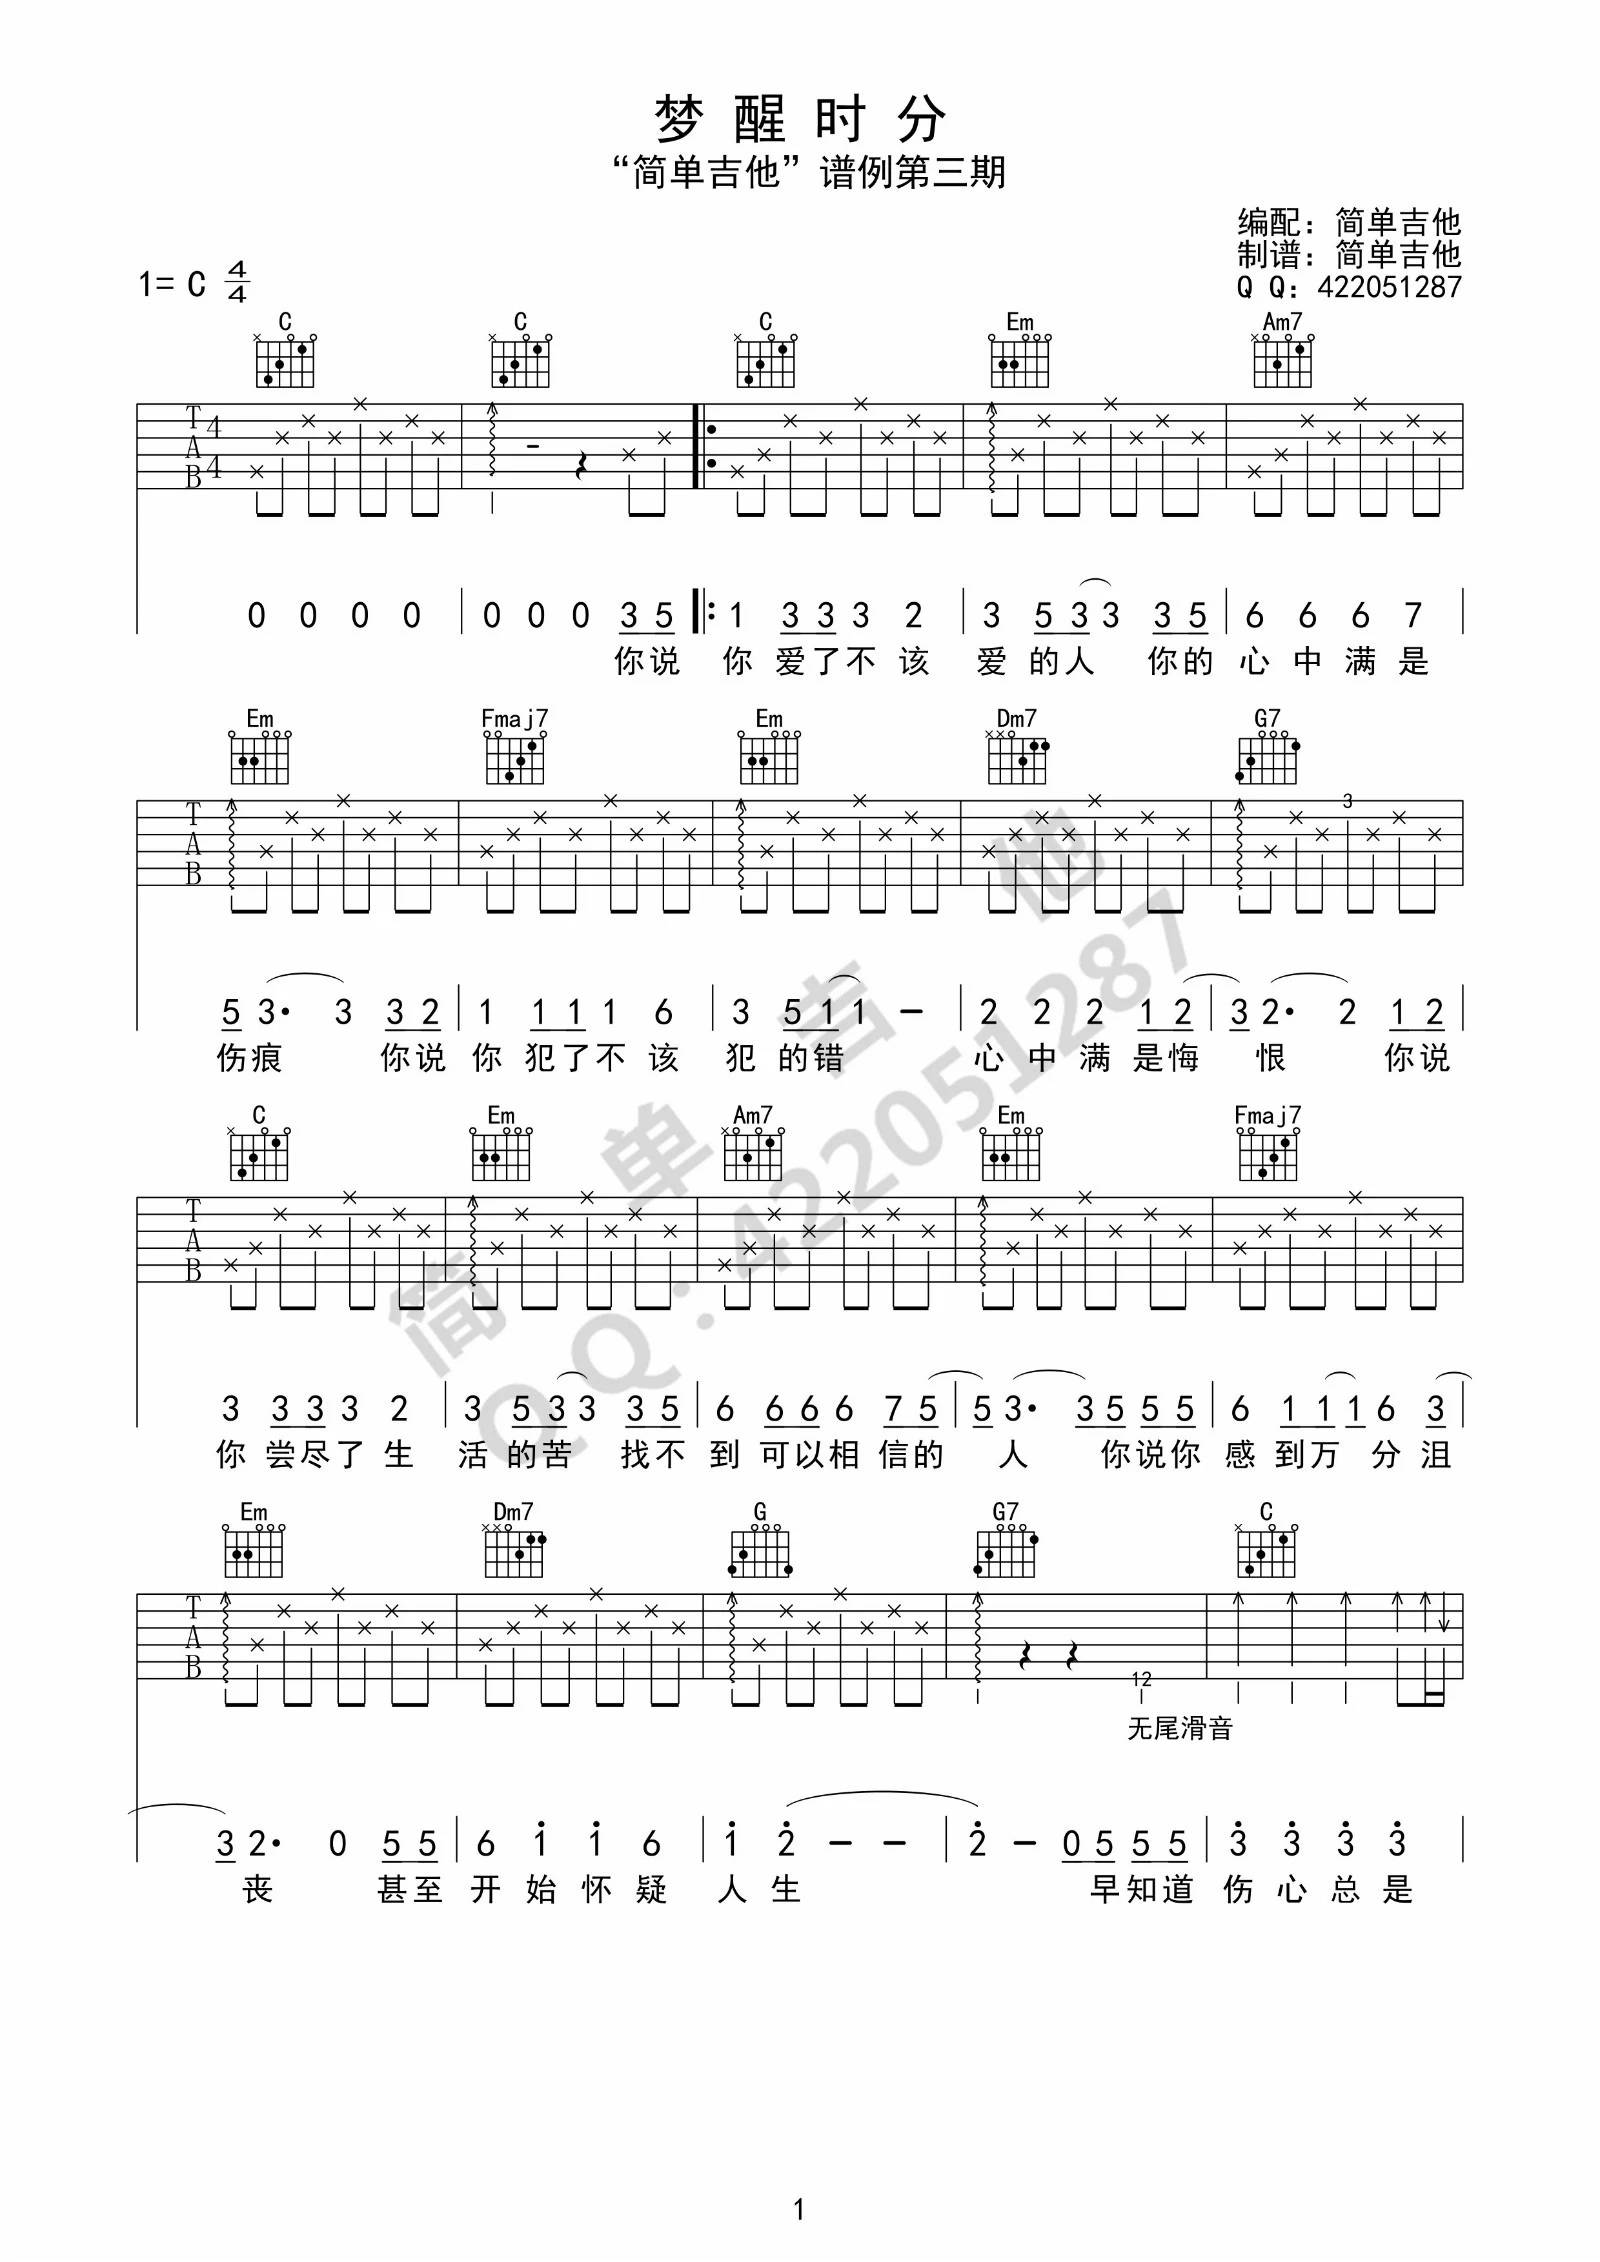 梦醒时分
“简单吉他”谱例第三期
编配：简单吉他
制谱：简单吉他
QQ：422051287
1= C 4/4
C C C Em Am7
T A B 4 4
0 0 0 0 | 0 0 0 3 5 |: 1 3 3 3 2 | 3 5 3 3 3 5 | 6 6 6 7 |
你说 你 爱了不该 爱的人 你的 心中满是
Em Fmaj7 Em Dm7 G7
T A B 3
5 3· 3 3 2 | 1 1 1 1 6 | 3 5 1 1 - | 2 2 2 1 2 | 3 2· 2 1 2 |
伤痕 你说 你 犯了不该 犯的错 心中满是悔 恨 你说
C Em Am7 Em Fmaj7
T A B
3 3 3 3 2 | 3 5 3 3 3 5 | 6 6 6 6 7 5 | 5 3· 3 5 5 5 | 6 1 1 1 6 3 |
你 尝尽了生 活的苦 找不 到可以相信的 人 你说你 感到万分沮
Em Dm7 G G7 C
T A B 12
无尾滑音
3 2· 0 5 5 | 6 1̇ 1̇ 6 | 1̇ 2̇ - - | 2̇ - 0 5 5 5 | 3̇ 3̇ 3̇ 3̇ |
丧 甚至 开始怀疑 人生 早知道 伤心总是
简单吉他
QQ：422051287
1